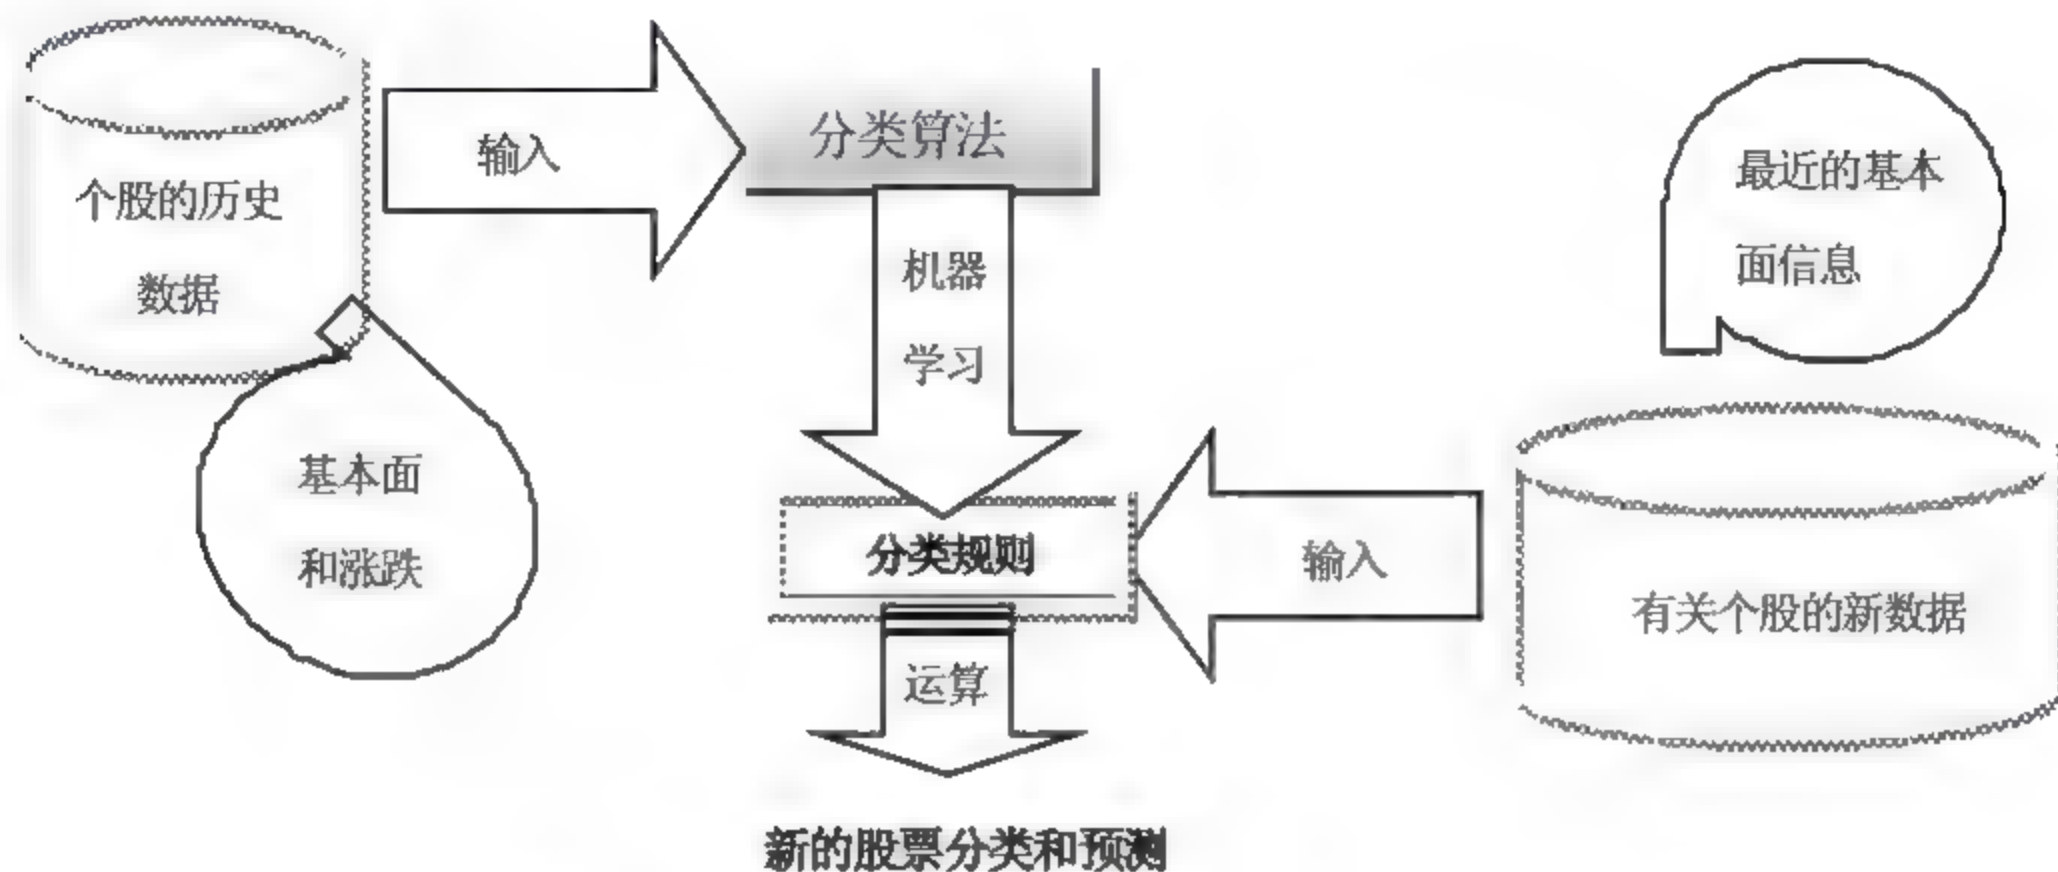 个股的历史
数据
输入
分类算法
机器
学习
基本面
和涨跌
最近的基本
面信息
分类规则
输入
有关个股的新数据
运算
新的股票分类和预测